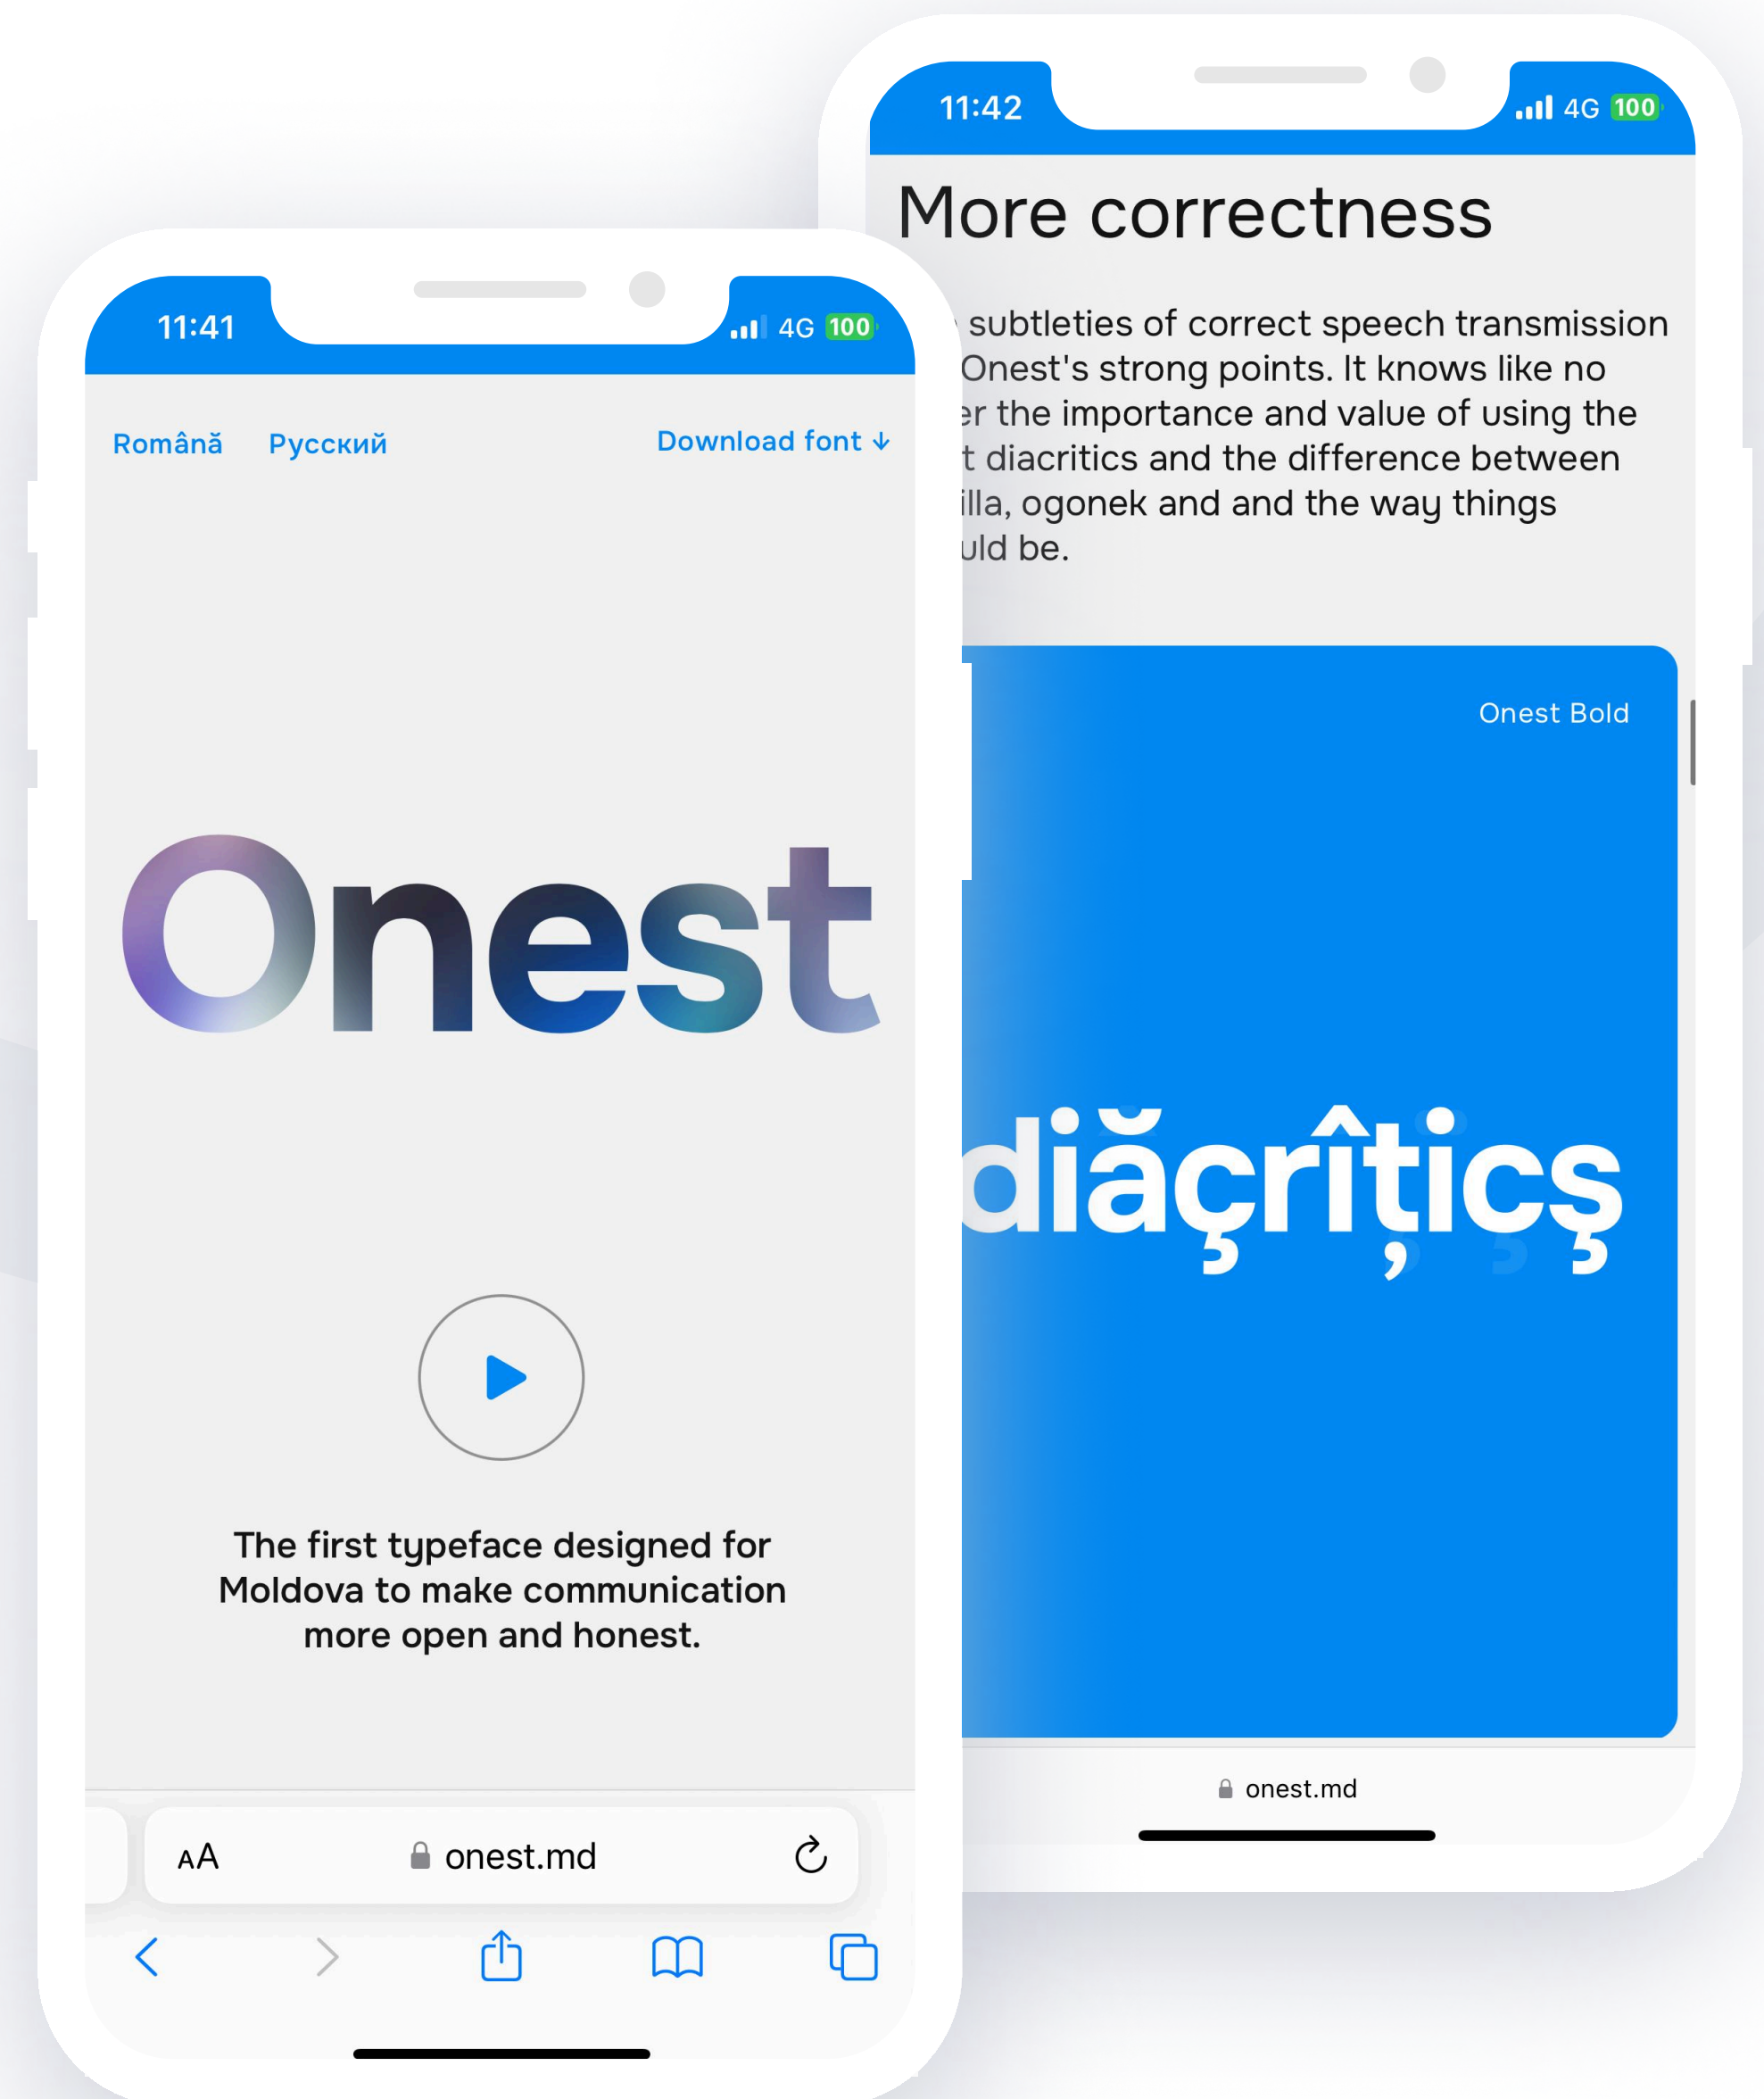 11:41
4G 100
Română Русский Download font ↓
Onest
The first typeface designed for
Moldova to make communication
more open and honest.
AA onest.md
11:42
4G 100
More correctness
subtleties of correct speech transmission
Onest's strong points. It knows like no
the importance and value of using the
diacritics and the difference between
ogonek and and the way things
be.
Onest Bold
diăçrîțicş
onest.md